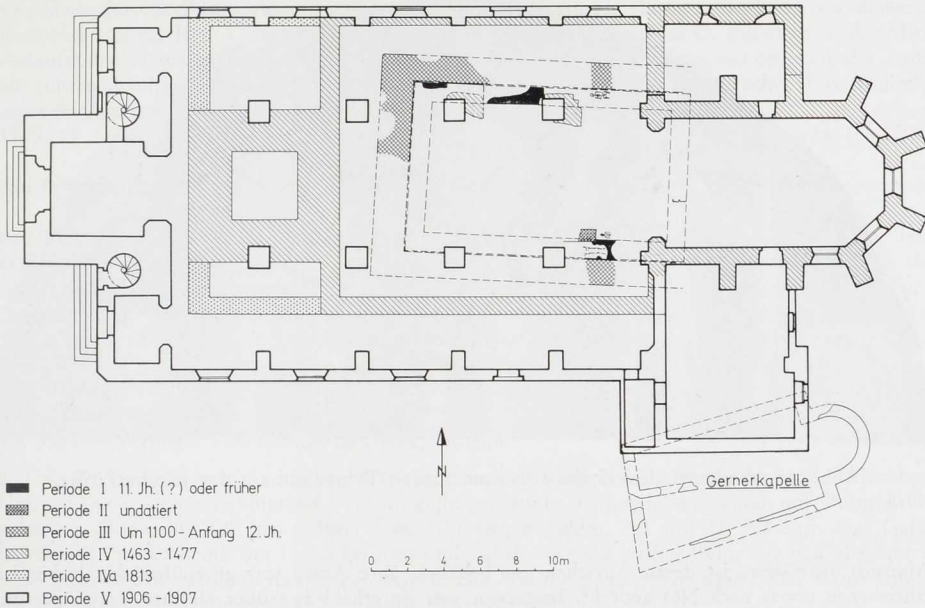 N
Gernerkapelle
Periode I 11. Jh. (?) oder früher
Periode II undatiert
Periode III Um 1100-Anfang 12. Jh.
Periode IV 1463-1477
Periode IVa 1813
Periode V 1906-1907
0 2 4 6 8 10m